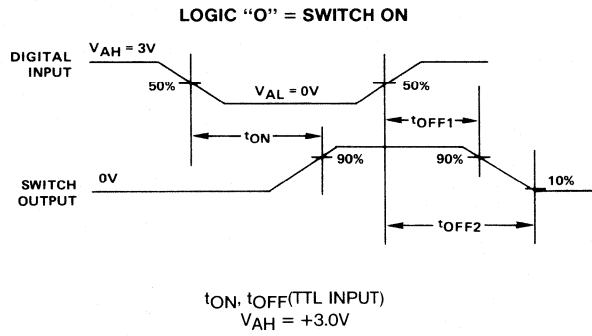 LOGIC “O” = SWITCH ON
DIGITAL
INPUT
VAH = 3V
50%
VAL = 0V
50%
tON
tOFF1
90%
90%
SWITCH
OUTPUT
0V
10%
tOFF2
tON, tOFF(TTL INPUT)
VAH = +3.0V